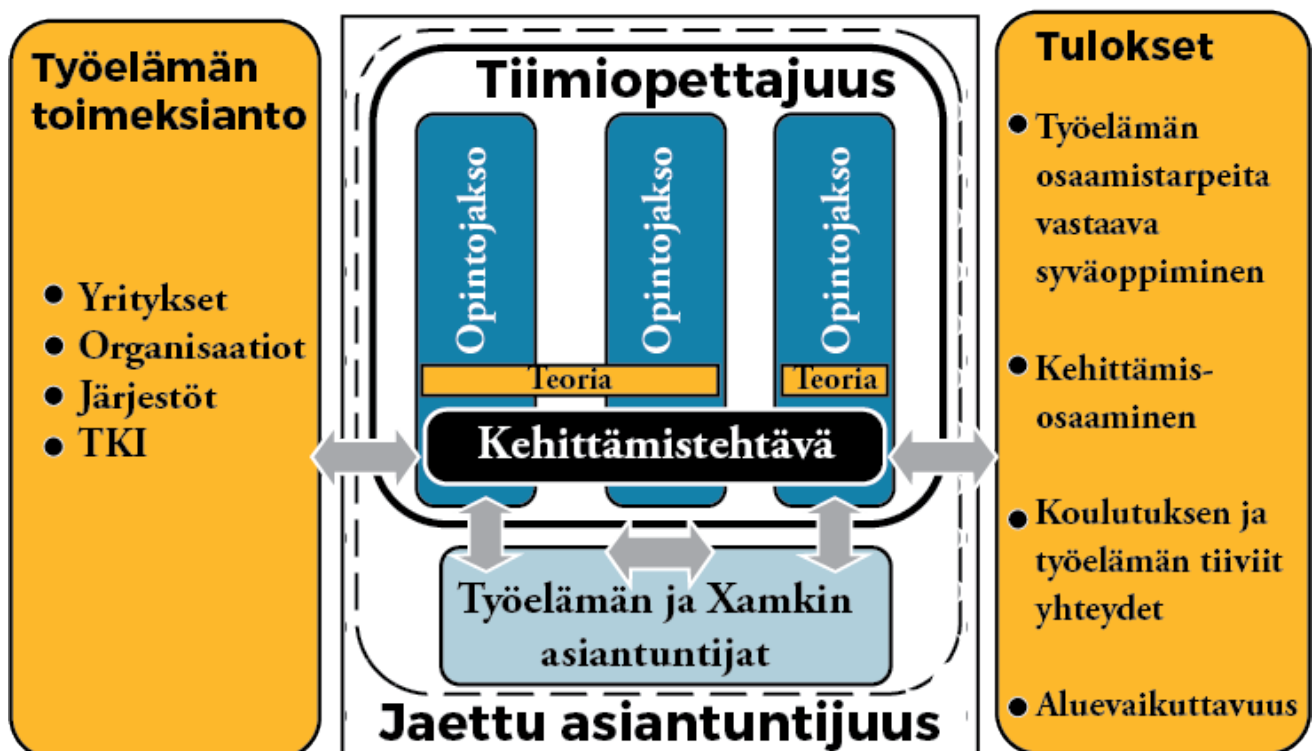 Työelämän
toimeksianto
Yritykset
Organisaatiot
Järjestöt
TKI
Tiimiopettajuus
Opintojakso
Opintojakso
Opintojakso
Teoria
Teoria
Kehittämistehtävä
Työelämän ja Xamkin
asiantuntijat
Jaettu asiantuntijuus
Tulokset
Työelämän
osaamistarpeita
vastaava
syväoppiminen
Kehittämis-
osaaminen
Koulutuksen ja
työelämän tiiviit
yhteydet
Aluevaikuttavuus